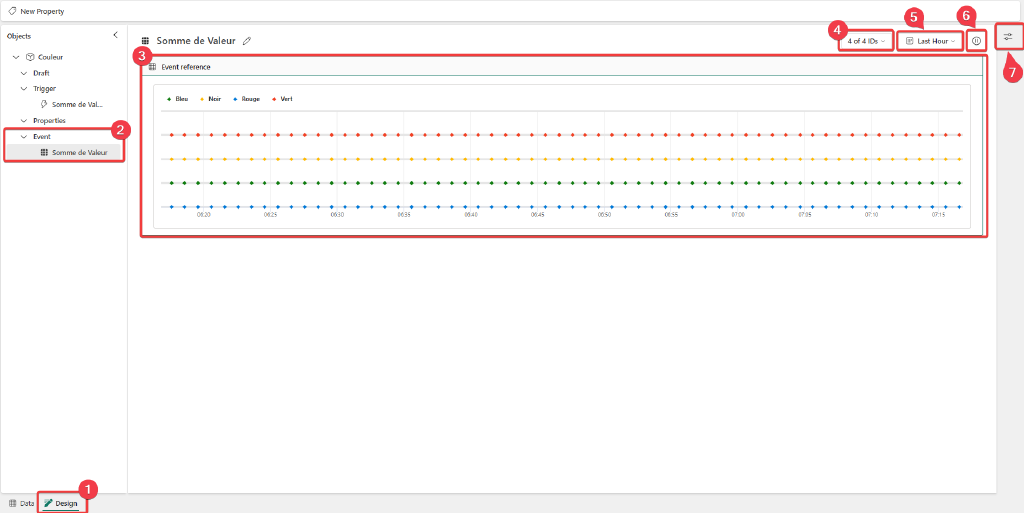 New Property
Objects
Couleur
Draft
Trigger
Somme de Val...
Properties
Event
Somme de Valeur
2
Somme de Valeur
4
4 of 4 IDs
5
Last Hour
6
7
3
Event reference
Bleu Noir Rouge Vert
06:20 06:25 06:30 06:35 06:40 06:45 06:50 06:55 07:00 07:05 07:10 07:15
Data
Design
1